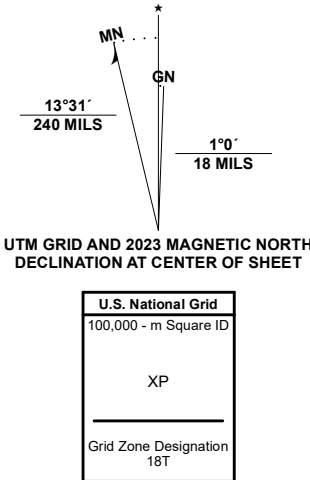 MN
GN
13°31´
240 MILS
1°0´
18 MILS
UTM GRID AND 2023 MAGNETIC NORTH
DECLINATION AT CENTER OF SHEET
U.S. National Grid
100,000 - m Square ID
XP
Grid Zone Designation
18T